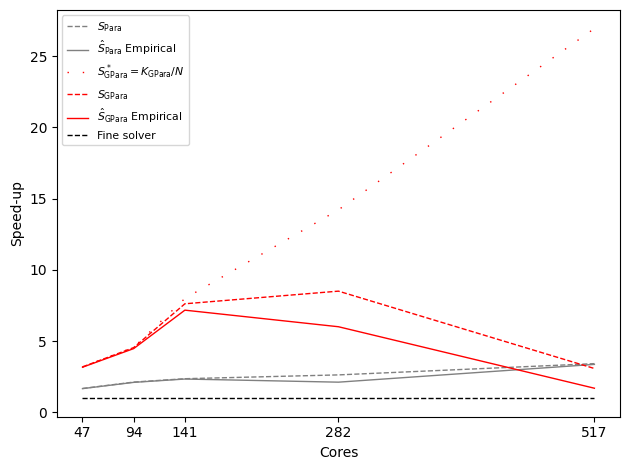 S_Para
Ŝ_Para Empirical
S*_GPara = K_GPara/N
S_GPara
Ŝ_GPara Empirical
Fine solver
25
20
15
10
5
0
Speed-up
47 94 141 282 517
Cores